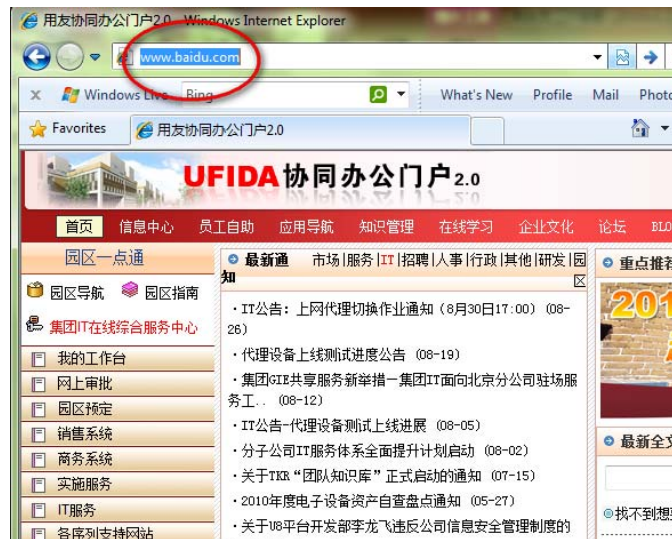 用友协同办公门户2.0 - Windows Internet Explorer
www.baidu.com
x Windows Live Bing What's New Profile Mail Photo
Favorites 用友协同办公门户2.0
UFIDA协同办公门户2.0
首页 信息中心 员工自助 应用导航 知识管理 在线学习 企业文化 论坛 BLO
园区一点通
园区导航 园区指南
集团IT在线综合服务中心
我的工作台
网上审批
园区预定
销售系统
商务系统
实施服务
IT服务
各序列支持网站
最新通知 市场|服务|IT|招聘|人事|行政|其他|研发|园区
·IT公告：上网代理切换作业通知（8月30日17:00） (08-
26)
·代理设备上线测试进度公告 (08-19)
·集团GIE共享服务新举措－集团IT面向北京分公司驻场服
务工.. (08-12)
·IT公告-代理设备测试上线进展 (08-05)
·分子公司IT服务体系全面提升计划启动 (08-02)
·关于TKR“团队知识库”正式启动的通知 (07-15)
·2010年度电子设备资产自查盘点通知 (05-27)
·关于U8平台开发部李龙飞违反公司信息安全管理制度的
重点推荐
201
最新全文
找不到想